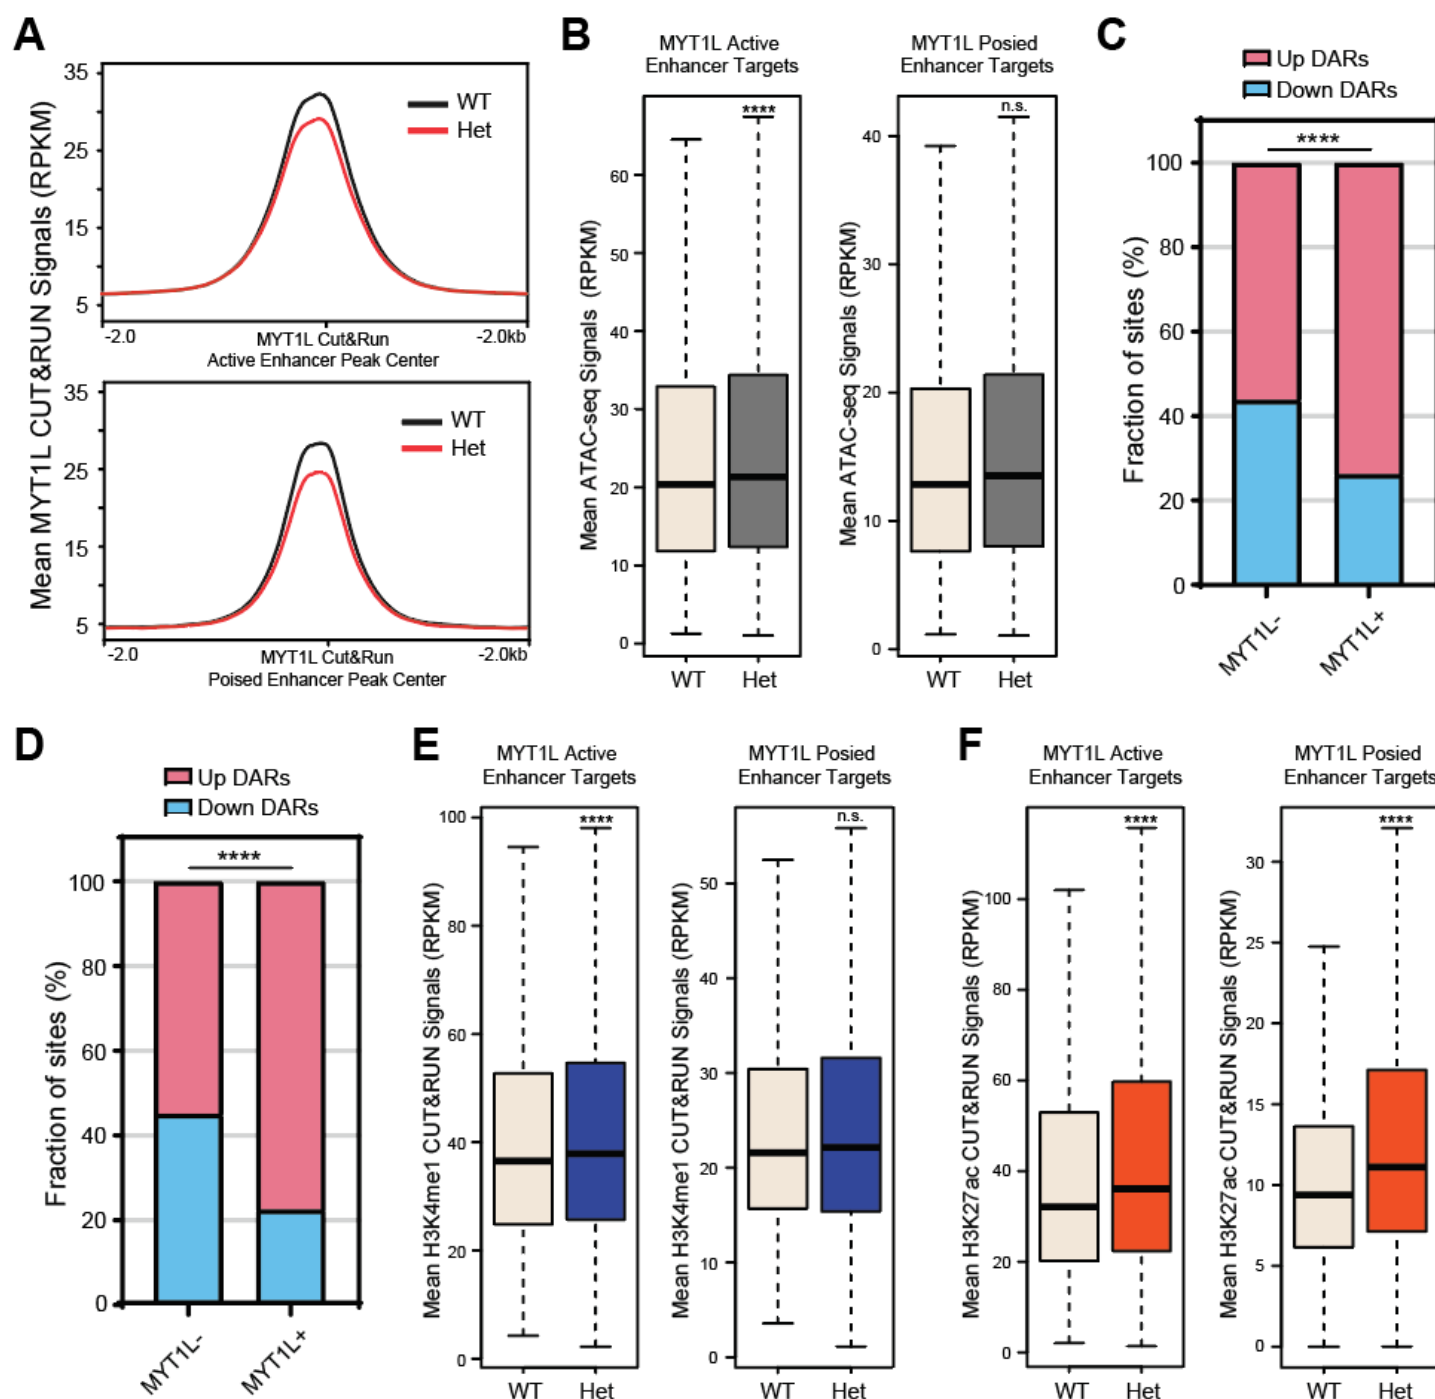 A
Mean MYT1L CUT&RUN Signals (RPKM)
35
25
15
5
WT
Het
-2.0
MYT1L Cut&Run
-2.0kb
Active Enhancer Peak Center
35
25
15
5
WT
Het
-2.0
MYT1L Cut&Run
-2.0kb
Poised Enhancer Peak Center
B
MYT1L Active
Enhancer Targets
Mean ATAC-seq Signals (RPKM)
60
50
40
30
20
10
0
****
WT
Het
MYT1L Posied
Enhancer Targets
Mean ATAC-seq Signals (RPKM)
40
30
20
10
0
n.s.
WT
Het
C
Up DARs
Down DARs
****
Fraction of sites (%)
100
80
60
40
20
0
MYT1L-
MYT1L+
D
Up DARs
Down DARs
****
Fraction of sites (%)
100
80
60
40
20
0
MYT1L-
MYT1L+
E
MYT1L Active
Enhancer Targets
Mean H3K4me1 CUT&RUN Signals (RPKM)
100
80
60
40
20
0
****
WT
Het
MYT1L Posied
Enhancer Targets
Mean H3K4me1 CUT&RUN Signals (RPKM)
50
40
30
20
10
0
n.s.
WT
Het
F
MYT1L Active
Enhancer Targets
Mean H3K27ac CUT&RUN Signals (RPKM)
100
80
60
40
20
0
****
WT
Het
MYT1L Posied
Enhancer Targets
Mean H3K27ac CUT&RUN Signals (RPKM)
30
25
20
15
10
5
0
****
WT
Het